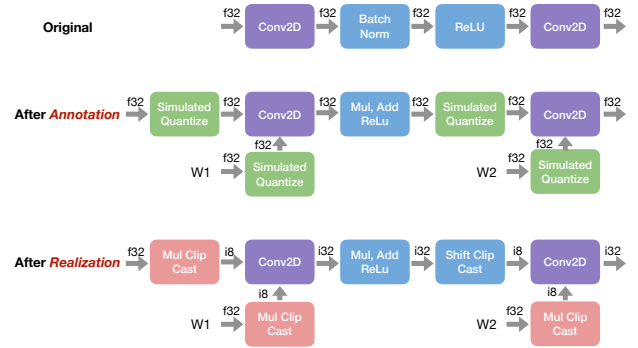 f32 f32 f32 f32 f32
Original Conv2D Batch Norm ReLU Conv2D
f32 f32 f32 f32 f32 f32 f32
After Annotation Simulated Quantize Conv2D Mul, Add ReLu Simulated Quantize Conv2D
f32 f32
W1 f32 Simulated Quantize W2 f32 Simulated Quantize
f32 i8 i32 i32 i8 i32
After Realization Mul Clip Cast Conv2D Mul, Add ReLu Shift Clip Cast Conv2D
i8 i8
W1 f32 Mul Clip Cast W2 f32 Mul Clip Cast